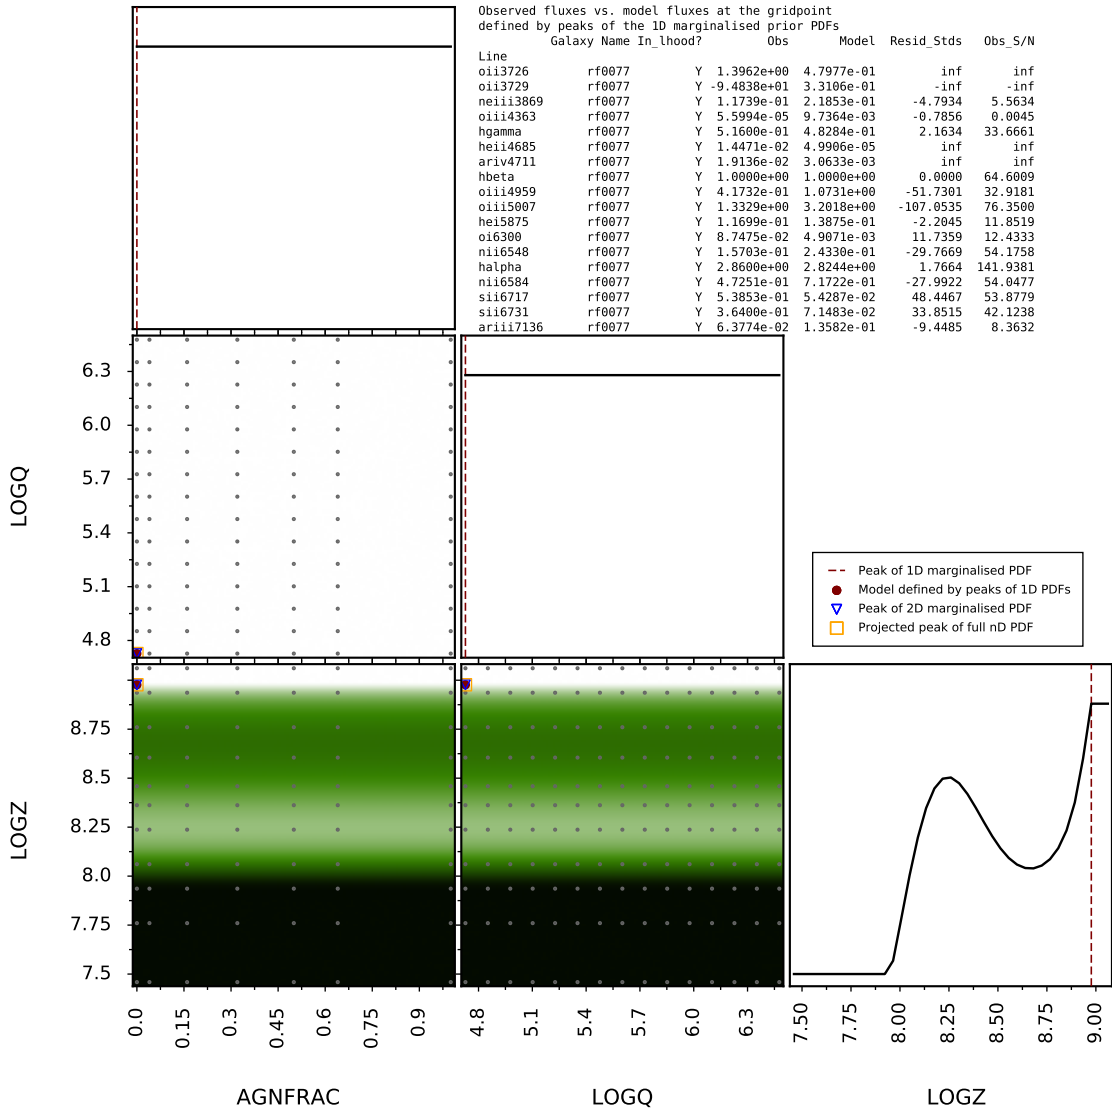 Observed fluxes vs. model fluxes at the gridpoint
defined by peaks of the 1D marginalised prior PDFs
Galaxy Name In_lhood? Obs Model Resid_Stds Obs_S/N
Line
oii3726 rf0077 Y 1.3962e+00 4.7977e-01 inf inf
oii3729 rf0077 Y -9.4838e+01 3.3106e-01 -inf -inf
neiii3869 rf0077 Y 1.1739e-01 2.1853e-01 -4.7934 5.5634
oiii4363 rf0077 Y 5.5994e-05 9.7364e-03 -0.7856 0.0045
hgamma rf0077 Y 5.1600e-01 4.8284e-01 2.1634 33.6661
heii4685 rf0077 Y 1.4471e-02 4.9906e-05 inf inf
ariv4711 rf0077 Y 1.9136e-02 3.0633e-03 inf inf
hbeta rf0077 Y 1.0000e+00 1.0000e+00 0.0000 64.6009
oiii4959 rf0077 Y 4.1732e-01 1.0731e+00 -51.7301 32.9181
oiii5007 rf0077 Y 1.3329e+00 3.2018e+00 -107.0535 76.3500
hei5875 rf0077 Y 1.1699e-01 1.3875e-01 -2.2045 11.8519
oi6300 rf0077 Y 8.7475e-02 4.9071e-03 11.7359 12.4333
nii6548 rf0077 Y 1.5703e-01 2.4330e-01 -29.7669 54.1758
halpha rf0077 Y 2.8600e+00 2.8244e+00 1.7664 141.9381
nii6584 rf0077 Y 4.7251e-01 7.1722e-01 -27.9922 54.0477
sii6717 rf0077 Y 5.3853e-01 5.4287e-02 48.4467 53.8779
sii6731 rf0077 Y 3.6400e-01 7.1483e-02 33.8515 42.1238
ariii7136 rf0077 Y 6.3774e-02 1.3582e-01 -9.4485 8.3632
6.3
6.0
5.7
5.4
5.1
4.8
LOGQ
Peak of 1D marginalised PDF
Model defined by peaks of 1D PDFs
Peak of 2D marginalised PDF
Projected peak of full nD PDF
8.75
8.5
8.25
8.0
7.75
7.5
LOGZ
0.0 0.15 0.3 0.45 0.6 0.75 0.9
4.8 5.1 5.4 5.7 6.0 6.3
7.50 7.75 8.00 8.25 8.50 8.75 9.00
AGNFRAC LOGQ LOGZ